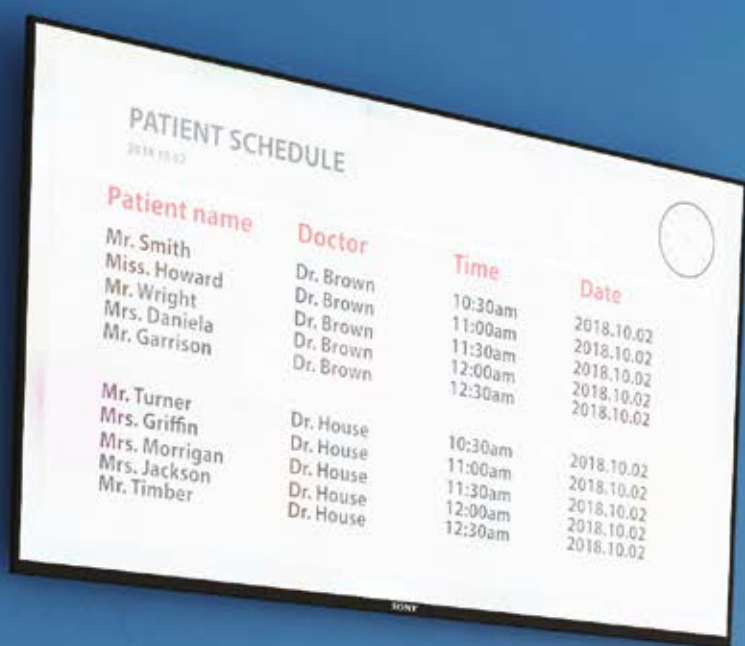 PATIENT SCHEDULE
2018.10.02
Patient name Doctor Time Date
Mr. Smith Dr. Brown 10:30am 2018.10.02
Miss. Howard Dr. Brown 11:00am 2018.10.02
Mr. Wright Dr. Brown 11:30am 2018.10.02
Mrs. Daniela Dr. Brown 12:00am 2018.10.02
Mr. Garrison Dr. Brown 12:30am 2018.10.02
Mr. Turner Dr. House 10:30am 2018.10.02
Mrs. Griffin Dr. House 11:00am 2018.10.02
Mrs. Morrigan Dr. House 11:30am 2018.10.02
Mrs. Jackson Dr. House 12:00am 2018.10.02
Mr. Timber Dr. House 12:30am 2018.10.02
SONY